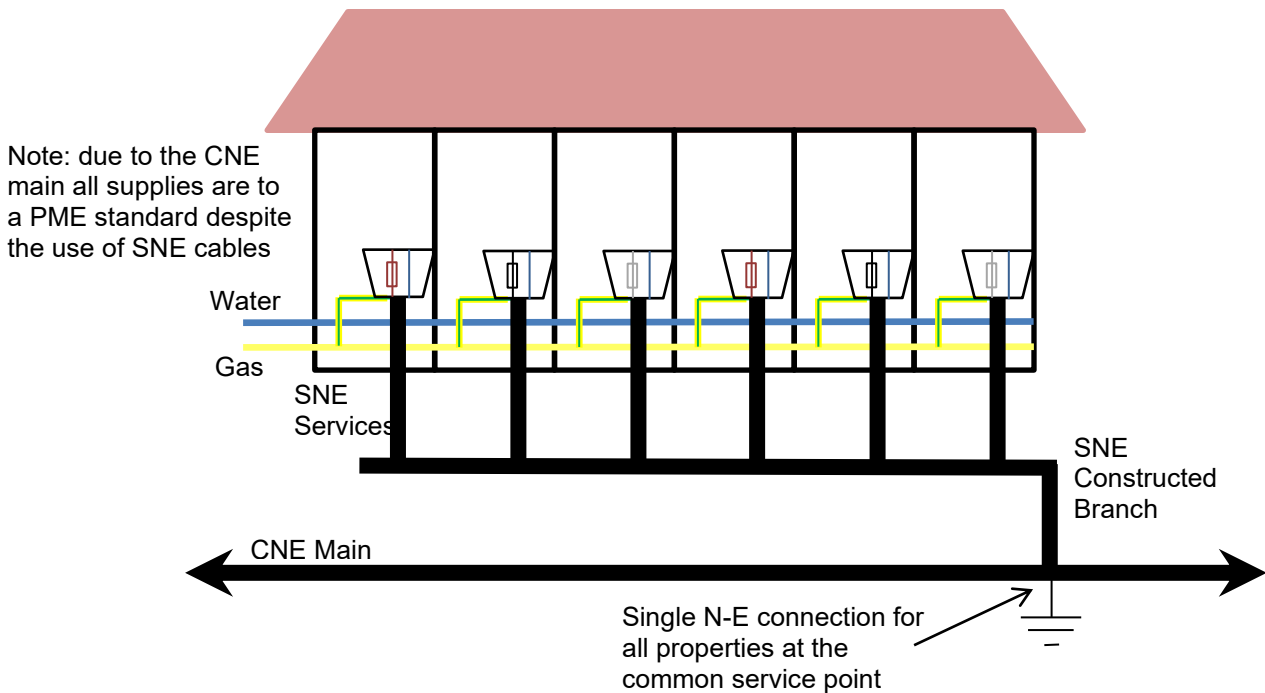 Note: due to the CNE
main all supplies are to
a PME standard despite
the use of SNE cables
Water
Gas
SNE
Services
SNE
Constructed
Branch
CNE Main
Single N-E connection for
all properties at the
common service point